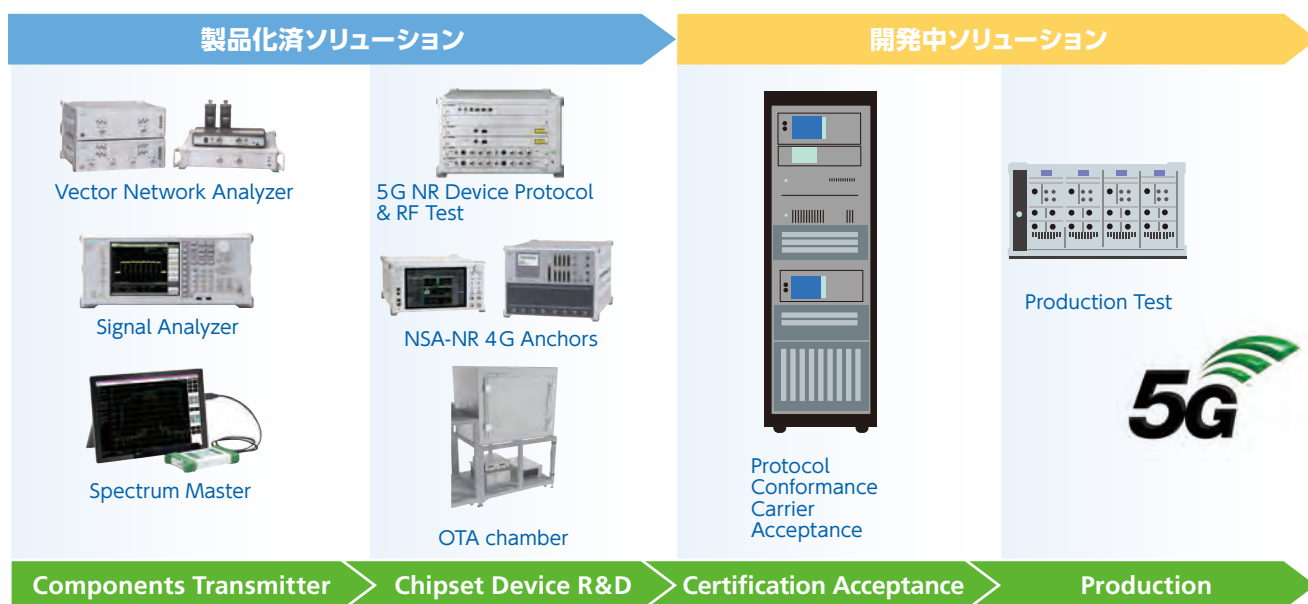 製品化済ソリューション
開発中ソリューション
Vector Network Analyzer
Signal Analyzer
Spectrum Master
5G NR Device Protocol
& RF Test
NSA-NR 4G Anchors
OTA chamber
Protocol
Conformance
Carrier
Acceptance
Production Test
5G
Components Transmitter
Chipset Device R&D
Certification Acceptance
Production